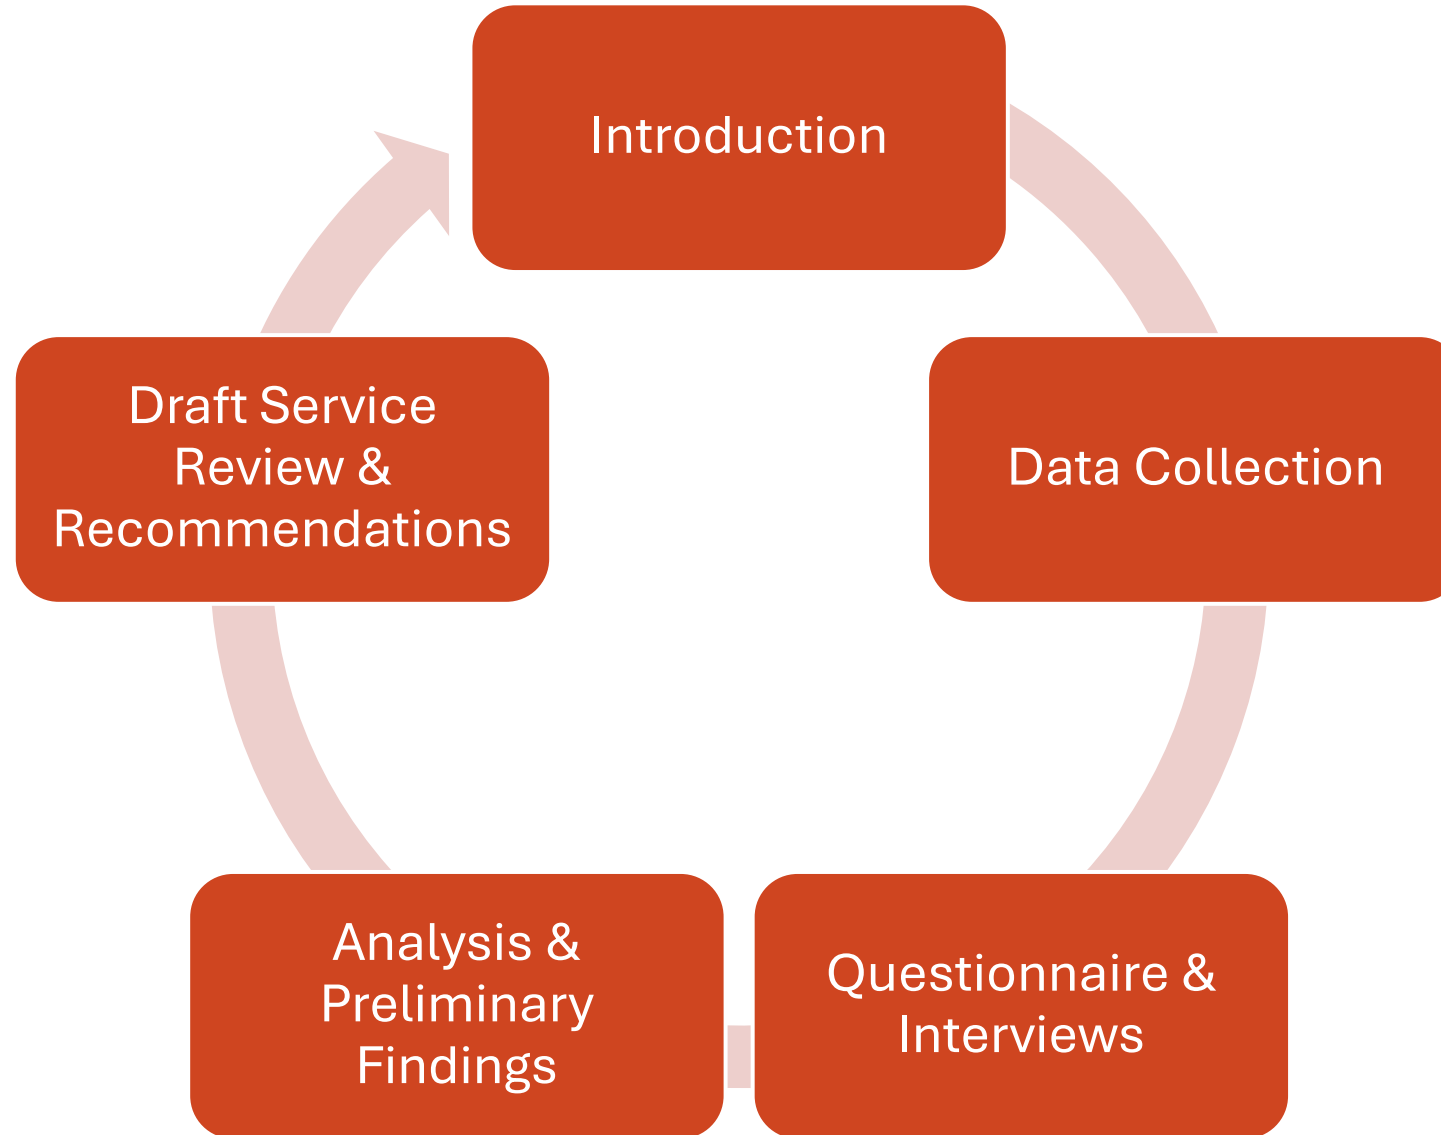 Introduction
Data Collection
Questionnaire &
Interviews
Analysis &
Preliminary
Findings
Draft Service
Review &
Recommendations